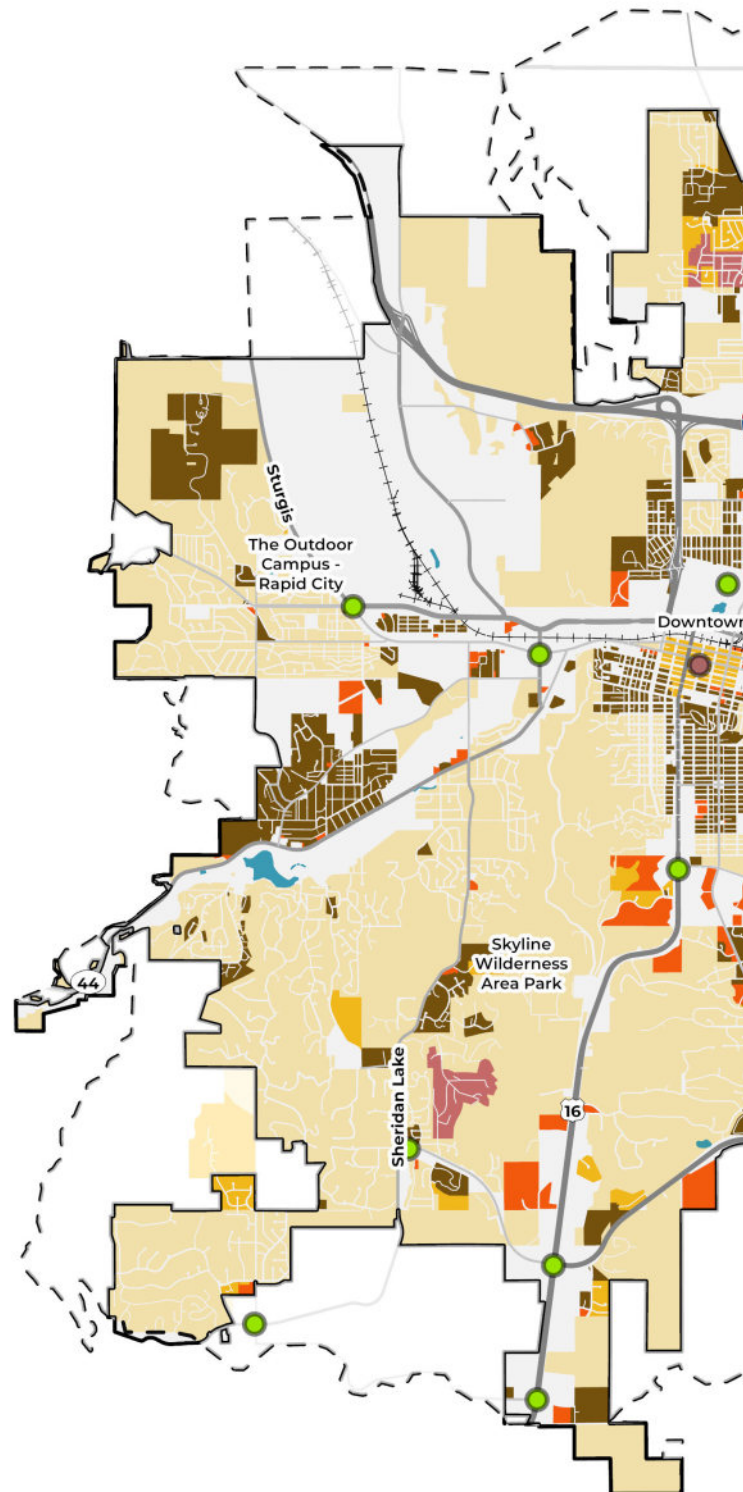 Sturgis
The Outdoor
Campus -
Rapid City
Downtown
Skyline
Wilderness
Area Park
44
Sheridan Lake
16